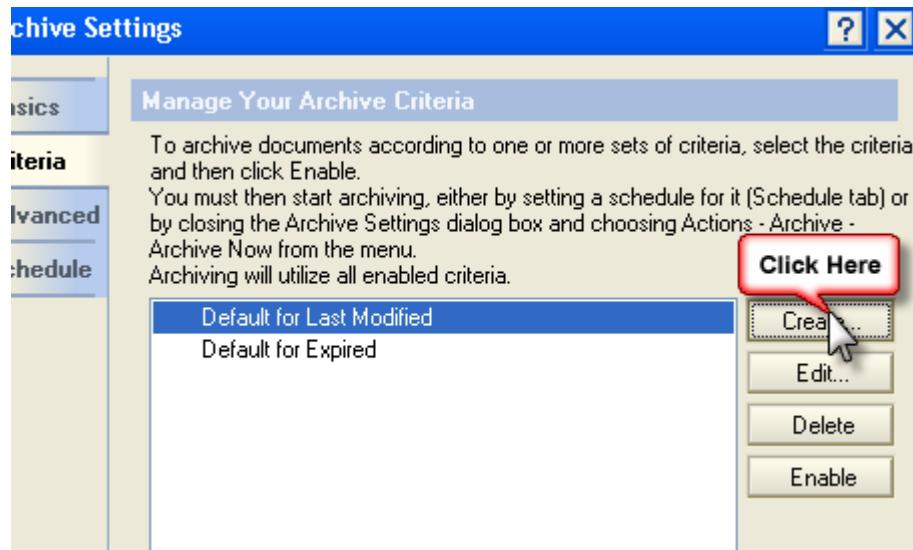 chive Settings
sics
iteria
dvanced
chedule
Manage Your Archive Criteria
To archive documents according to one or more sets of criteria, select the criteria
and then click Enable.
You must then start archiving, either by setting a schedule for it (Schedule tab) or
by closing the Archive Settings dialog box and choosing Actions - Archive -
Archive Now from the menu.
Archiving will utilize all enabled criteria.
Click Here
Default for Last Modified
Default for Expired
Crea...
Edit...
Delete
Enable